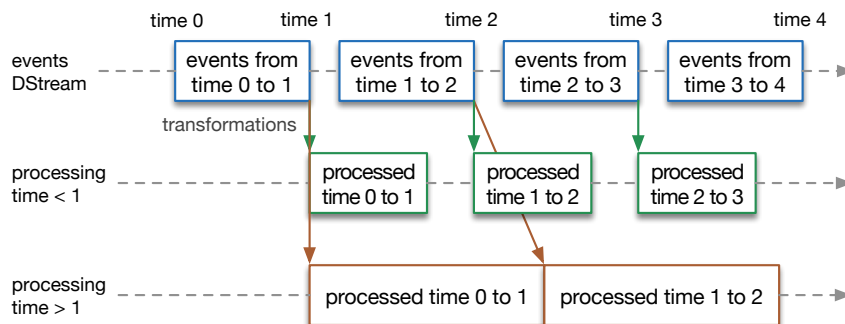 time 0
time 1
time 2
time 3
time 4
events
DStream
events from
time 0 to 1
events from
time 1 to 2
events from
time 2 to 3
events from
time 3 to 4
transformations
processing
time < 1
processed
time 0 to 1
processed
time 1 to 2
processed
time 2 to 3
processing
time > 1
processed time 0 to 1
processed time 1 to 2